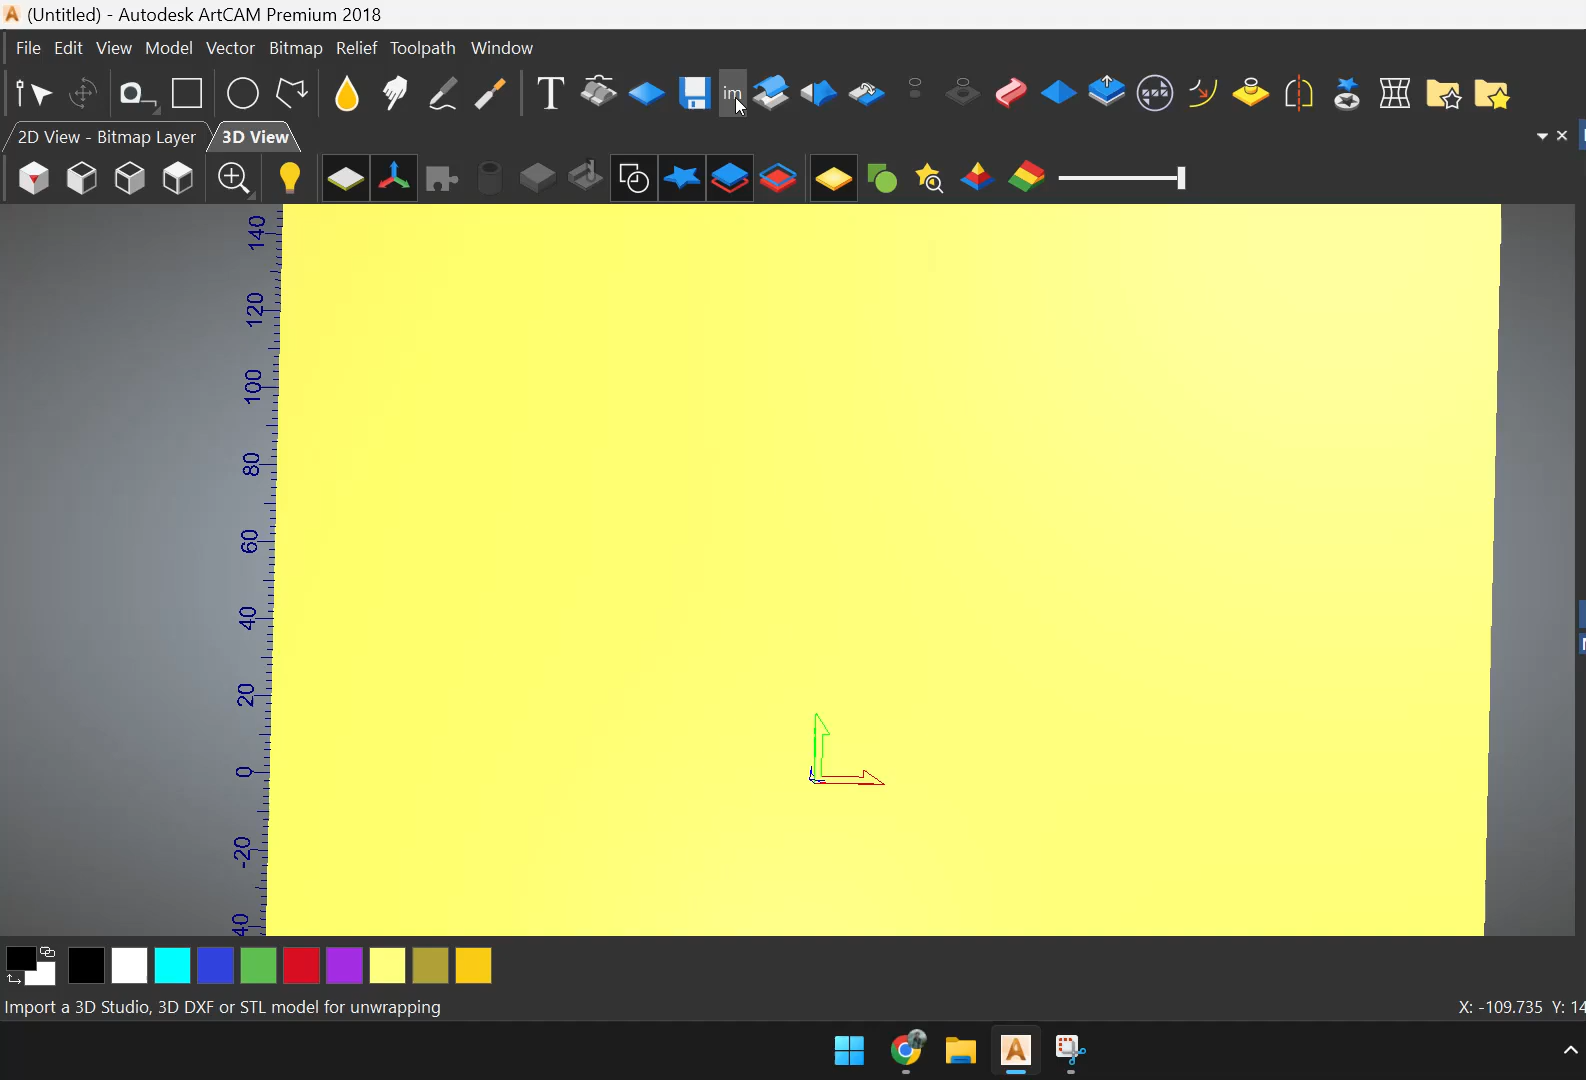 (Untitled) - Autodesk ArtCAM Premium 2018
File Edit View Model Vector Bitmap Relief Toolpath Window
T
im
2D View - Bitmap Layer 3D View
140
120
100
80
60
40
20
0
-20
40
Import a 3D Studio, 3D DXF or STL model for unwrapping
X: -109.735 Y: 14